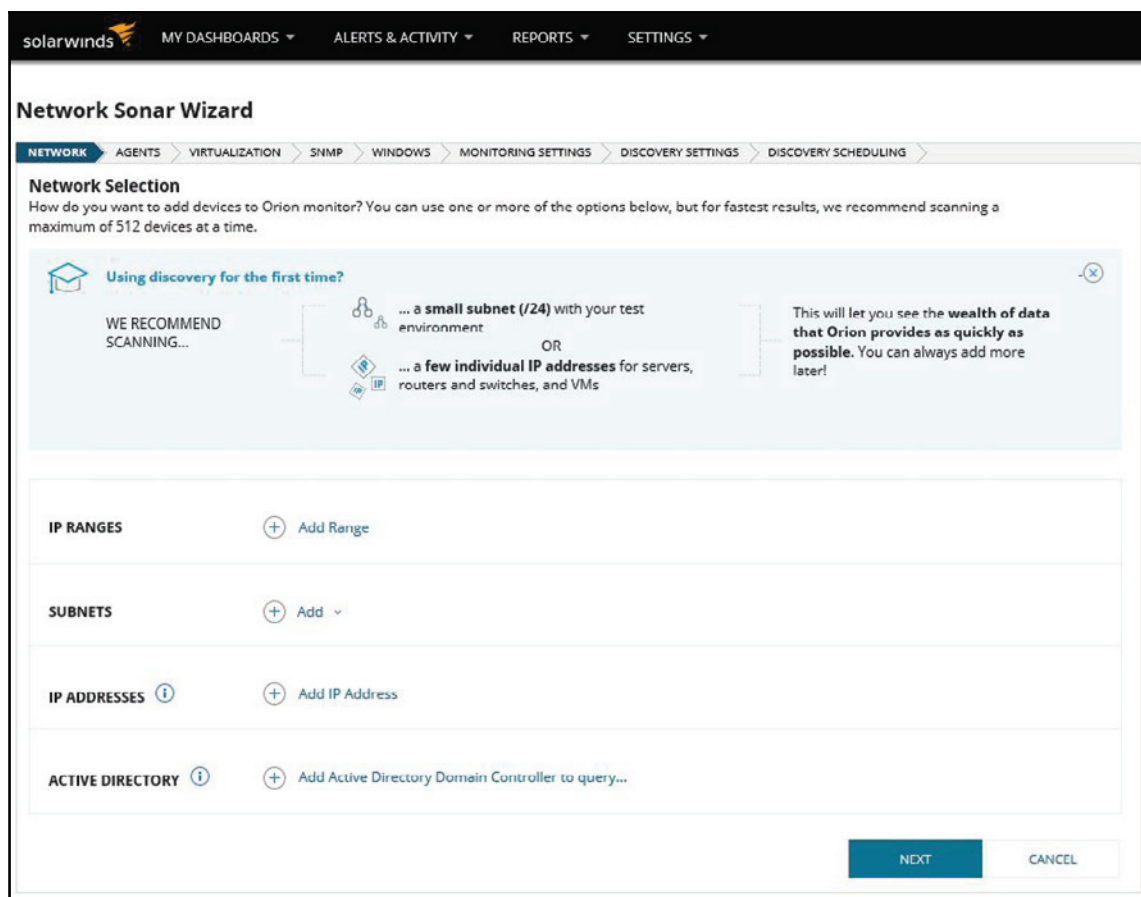 solarwinds MY DASHBOARDS ALERTS & ACTIVITY REPORTS SETTINGS
Network Sonar Wizard
NETWORK AGENTS VIRTUALIZATION SNMP WINDOWS MONITORING SETTINGS DISCOVERY SETTINGS DISCOVERY SCHEDULING
Network Selection
How do you want to add devices to Orion monitor? You can use one or more of the options below, but for fastest results, we recommend scanning a
maximum of 512 devices at a time.
Using discovery for the first time?
WE RECOMMEND
SCANNING...
... a small subnet (/24) with your test
environment
OR
... a few individual IP addresses for servers,
routers and switches, and VMs
IP
This will let you see the wealth of data
that Orion provides as quickly as
possible. You can always add more
later!
IP RANGES Add Range
SUBNETS Add
IP ADDRESSES Add IP Address
ACTIVE DIRECTORY Add Active Directory Domain Controller to query...
NEXT CANCEL